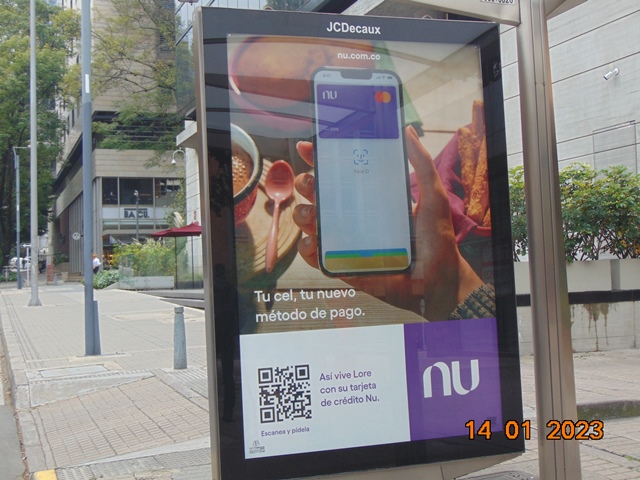 JCDecaux
nu.com.co
nu
Tu cel, tu nuevo
método de pago.
Así vive Lore
con su tarjeta
de crédito Nu.
Escanea y pídela
nu
14 01 2023